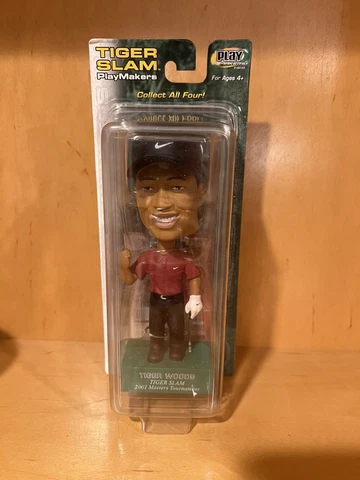 TIGER
SLAM
PlayMakers
PLAY
For Ages 4+
Collect All Four!
TIGER WOODS
TIGER SLAM
2001 Masters Tournament